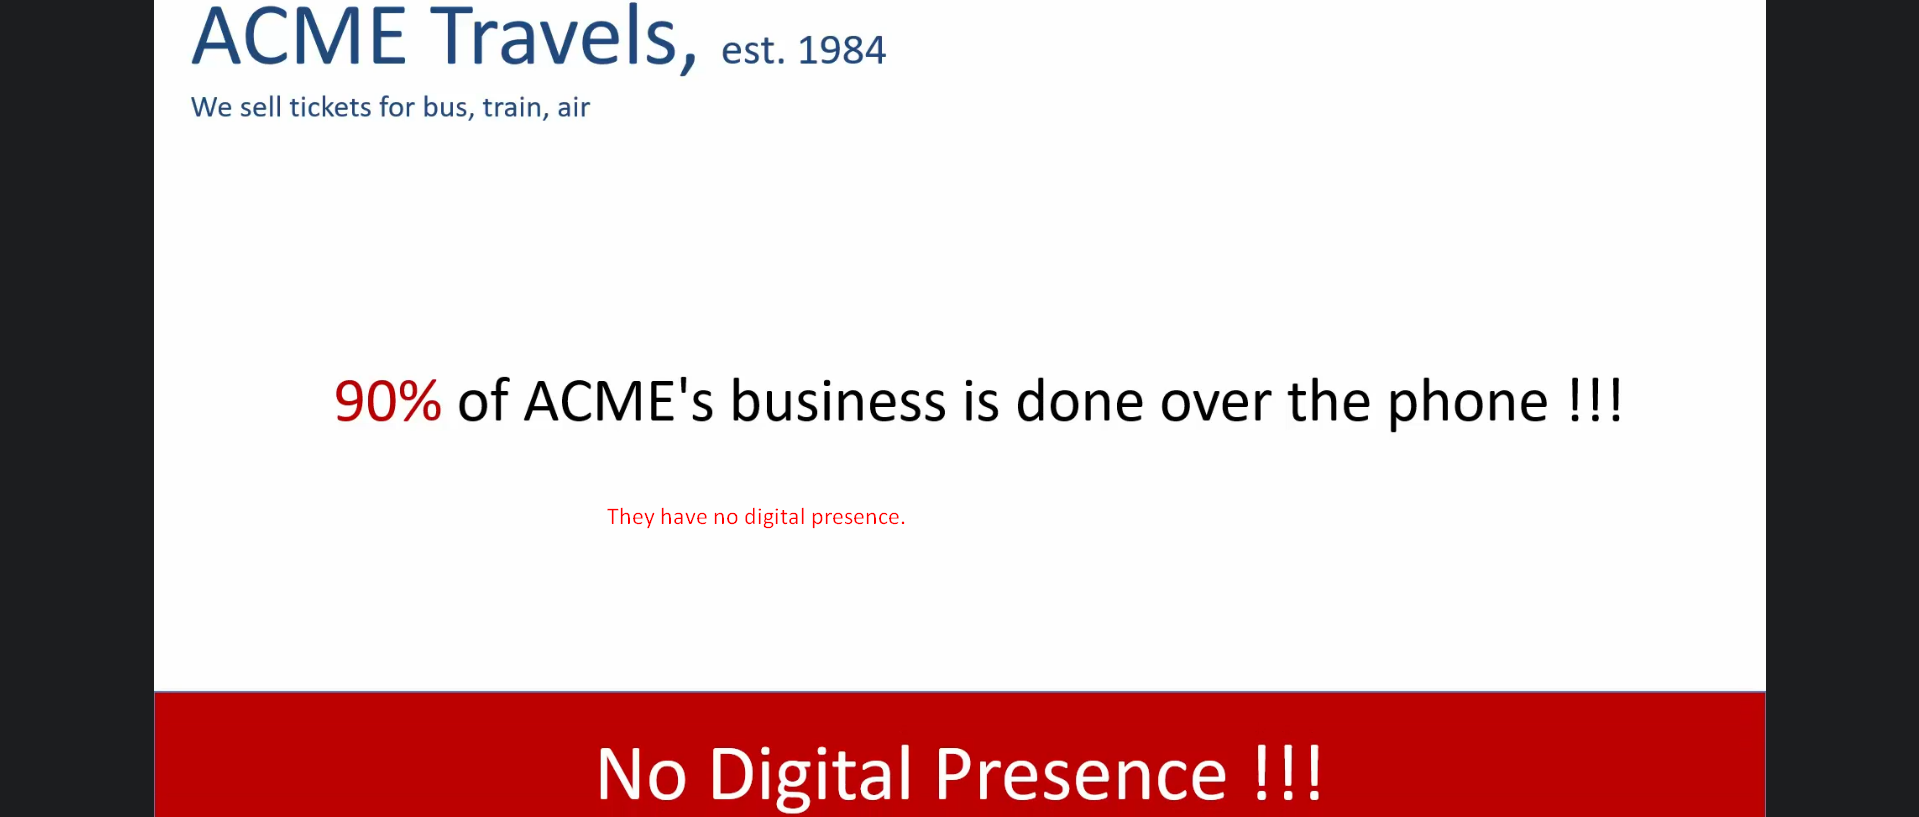 ACME Travels, est. 1984
We sell tickets for bus, train, air
90% of ACME's business is done over the phone !!!
They have no digital presence.
No Digital Presence !!!